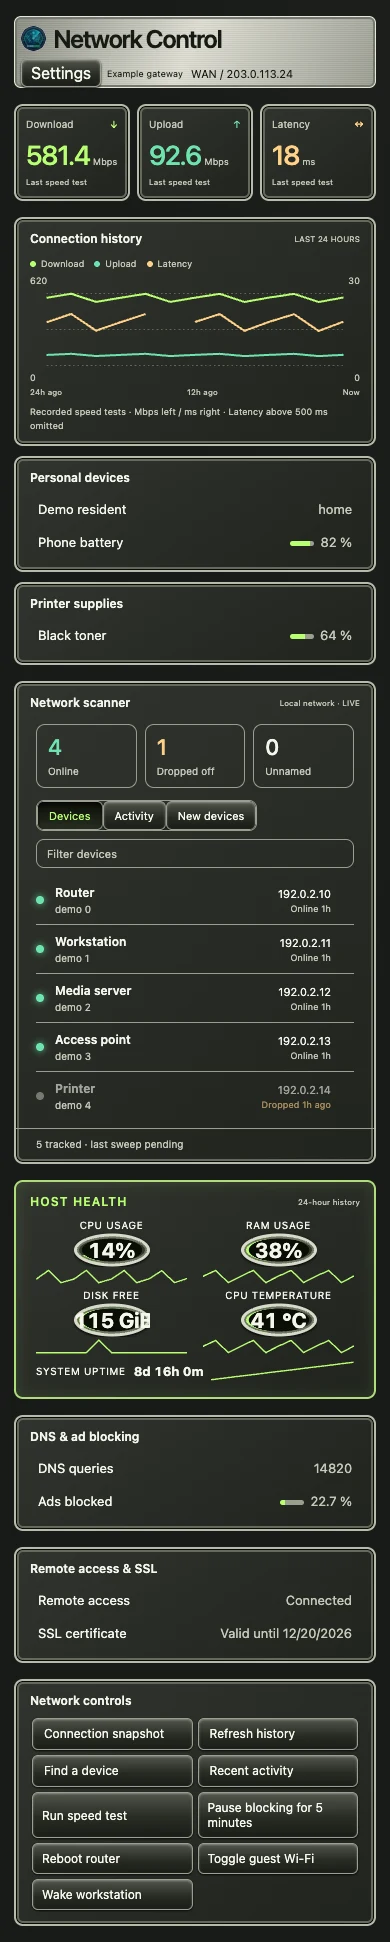 Network Control
Settings
Example gateway WAN / 203.0.113.24
Download ↓
581.4 Mbps
Last speed test
Upload ↑
92.6 Mbps
Last speed test
Latency ↔
18 ms
Last speed test
Connection history LAST 24 HOURS
Download Upload Latency
620 30
0 0
24h ago 12h ago Now
Recorded speed tests · Mbps left / ms right · Latency above 500 ms
omitted
Personal devices
Demo resident home
Phone battery 82 %
Printer supplies
Black toner 64 %
Network scanner Local network · LIVE
4
Online
1
Dropped off
0
Unnamed
Devices Activity New devices
Filter devices
Router 192.0.2.10
demo 0 Online 1h
Workstation 192.0.2.11
demo 1 Online 1h
Media server 192.0.2.12
demo 2 Online 1h
Access point 192.0.2.13
demo 3 Online 1h
Printer 192.0.2.14
demo 4 Dropped 1h ago
5 tracked · last sweep pending
HOST HEALTH 24-hour history
CPU USAGE
14%
RAM USAGE
38%
DISK FREE
115 GiB
CPU TEMPERATURE
41 °C
SYSTEM UPTIME 8d 16h 0m
DNS & ad blocking
DNS queries 14820
Ads blocked 22.7 %
Remote access & SSL
Remote access Connected
SSL certificate Valid until 12/20/2026
Network controls
Connection snapshot
Refresh history
Find a device
Recent activity
Run speed test
Pause blocking for 5
minutes
Reboot router
Toggle guest Wi-Fi
Wake workstation